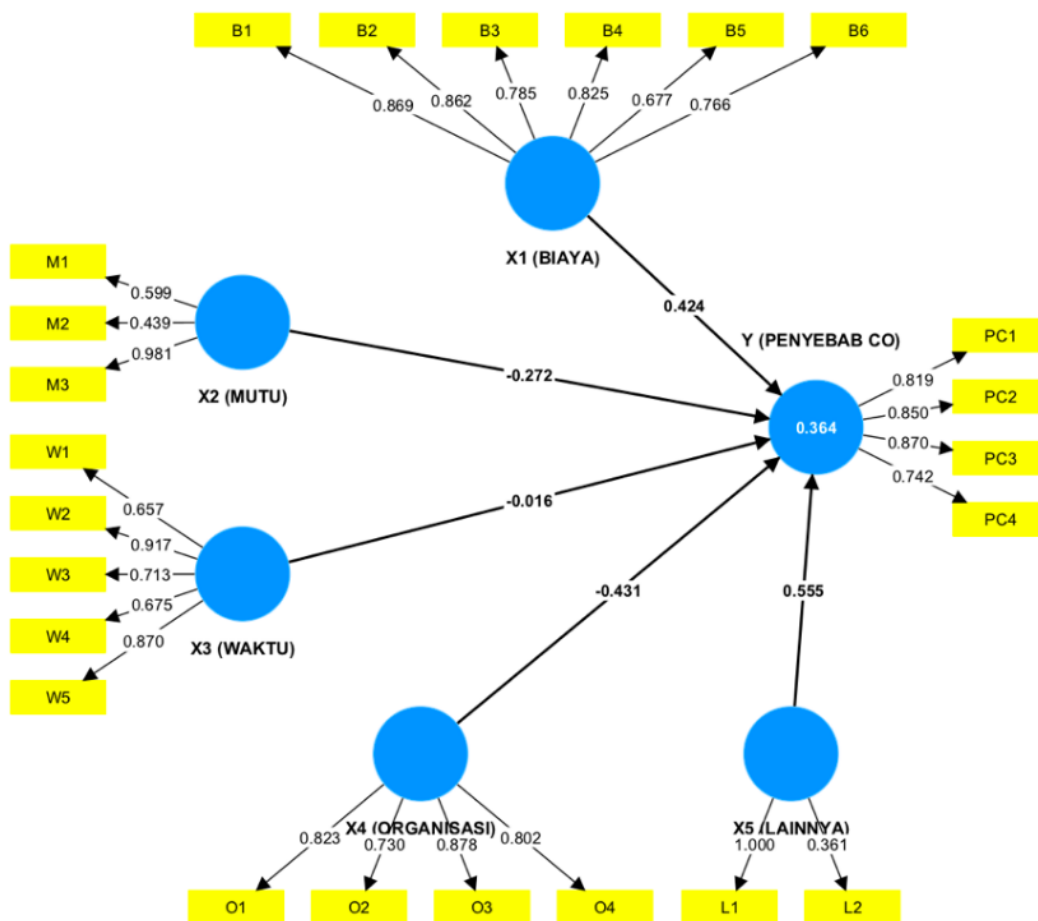 B1 B2 B3 B4 B5 B6
0.869 0.862 0.785 0.825 0.677 0.766
X1 (BIAYA)
M1
M2
M3
0.599
0.439
0.981
X2 (MUTU)
0.424
-0.272
Y (PENYEBAB CO)
0.364
PC1
PC2
PC3
PC4
0.819
0.850
0.870
0.742
W1
W2
W3
W4
W5
0.657
0.917
0.713
0.675
0.870
X3 (WAKTU)
-0.016
-0.431
0.555
X4 (ORGANISASI)
0.823 0.730 0.878 0.802
O1 O2 O3 O4
X5 (LAINNYA)
1.000 0.361
L1 L2